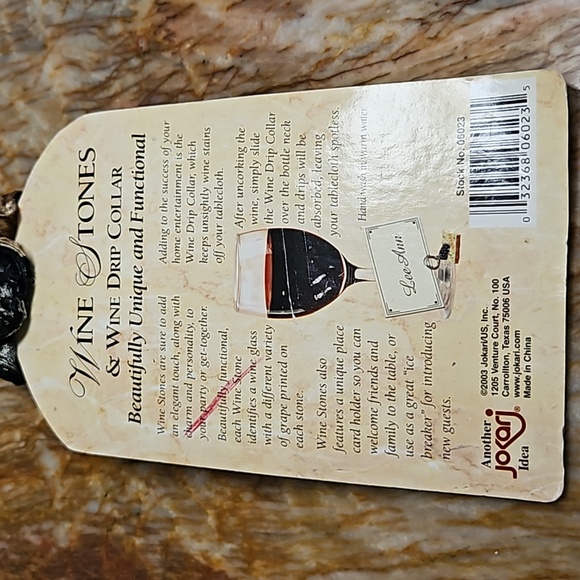 Wine Stones
& Wine Drip Collar
Beautifully Unique and Functional
Wine Stones are sure to add
an elegant touch, along with
charm and personality, to
your party or get-together.
Beautifully functional,
each Wine Stone
identifies a wine glass
with a different variety
of grape printed on
each stone.
Wine Stones also
features a unique place
card holder so you can
welcome friends and
family to the table, or
use as a great "ice
breaker" for introducing
new guests.
Adding to the success of your
home entertainment is the
Wine Drip Collar, which
keeps unsightly wine stains
off your tablecloth.
After uncorking the
wine, simply slide
the Wine Drip Collar
over the bottle neck
and drips will be
absorbed, leaving
your tablecloth spotless.
Hand wash in warm water
LeeAnn
Another
Jokari®
Idea
©2003 Jokari/US, Inc.
1205 Venture Court, No. 100
Carrollton, Texas 75006 USA
www.jokari.com
Made in China
Stock No. 06023
0 32368 06023 5